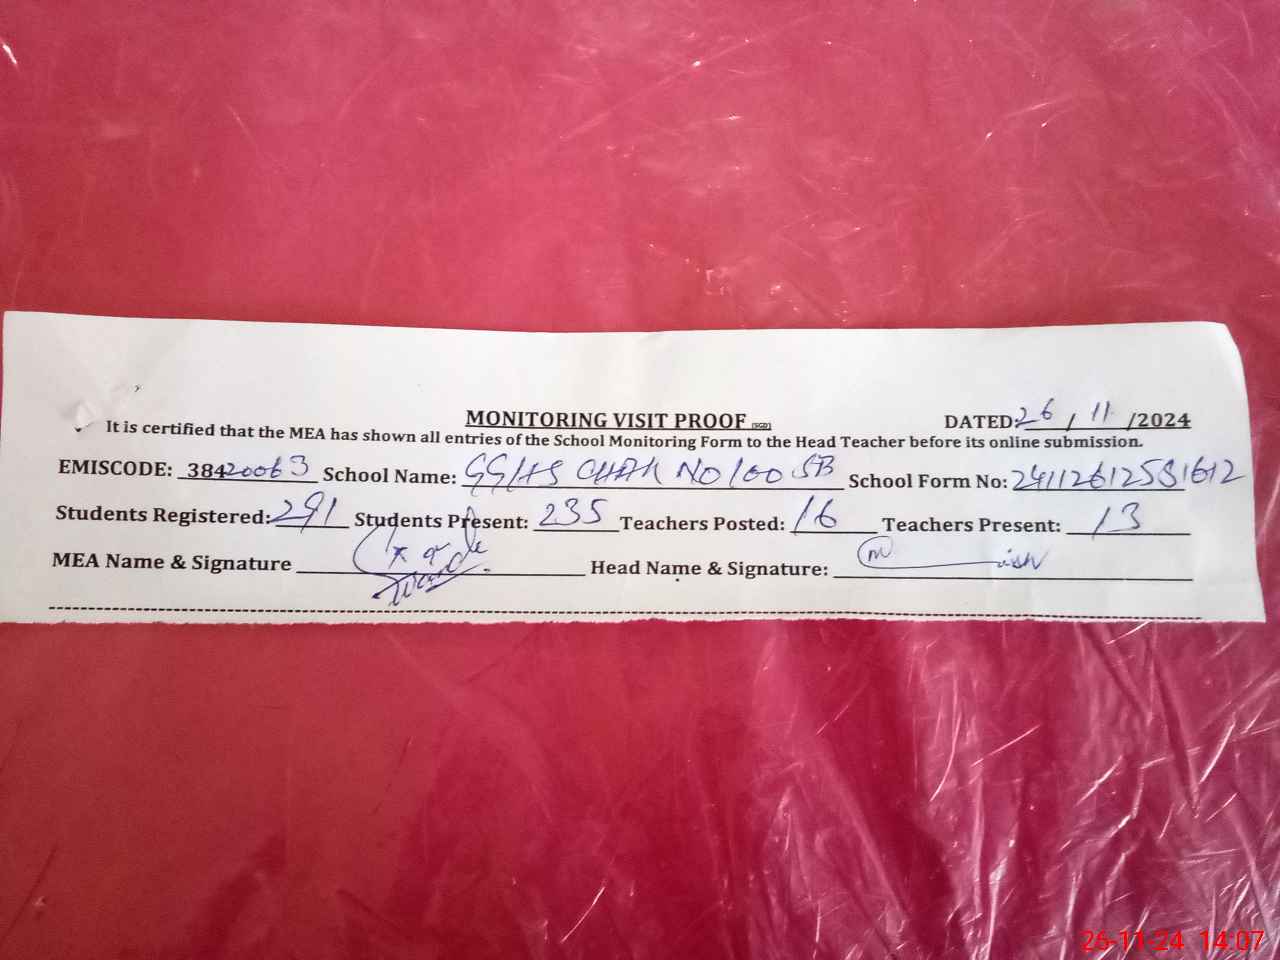 MONITORING VISIT PROOF (SGD) DATED 26 / 11 /2024
It is certified that the MEA has shown all entries of the School Monitoring Form to the Head Teacher before its online submission.
EMISCODE: 38420063 School Name: GGHS CHAK NO 100 SB School Form No: 24112612581612
Students Registered: 291 Students Present: 235 Teachers Posted: 16 Teachers Present: 13
MEA Name & Signature Head Name & Signature:
26-11-24 14:07